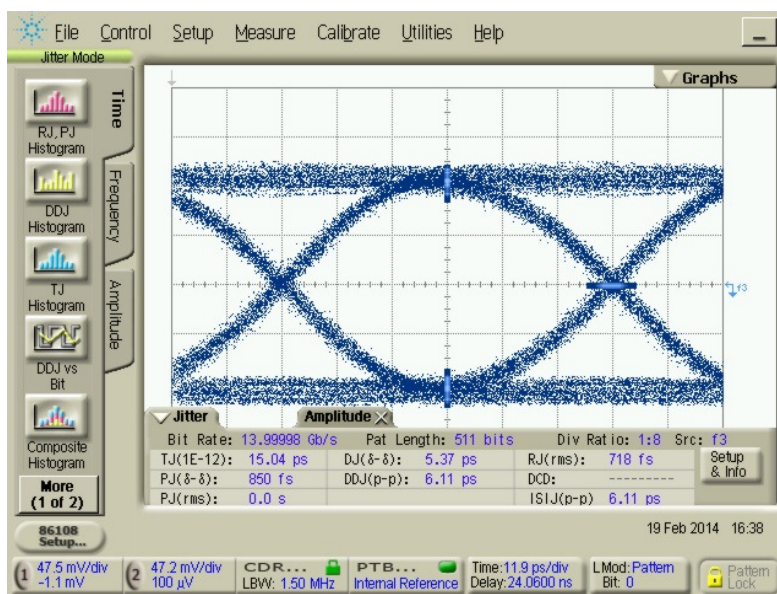 File Control Setup Measure Calibrate Utilities Help
Jitter Mode
Graphs
Time
Frequency
Amplitude
RJ, PJ
Histogram
DDJ
Histogram
TJ
Histogram
DDJ vs
Bit
Composite
Histogram
More
(1 of 2)
86108
Setup...
f3
Jitter Amplitude
Bit Rate: 13.99998 Gb/s Pat Length: 511 bits Div Ratio: 1:8 Src: f3
TJ(1E-12): 15.04 ps DJ(δ-δ): 5.37 ps RJ(rms): 718 fs
PJ(δ-δ): 850 fs DDJ(p-p): 6.11 ps DCD: ---------
PJ(rms): 0.0 s ISIJ(p-p) 6.11 ps
Setup
& Info
19 Feb 2014 16:38
1 47.5 mV/div
-1.1 mV
2 47.2 mV/div
100 µV
CDR...
LBW: 1.50 MHz
PTB...
Internal Reference
Time:11.9 ps/div
Delay:24.0600 ns
LMod:Pattern
Bit: 0
Pattern
Lock